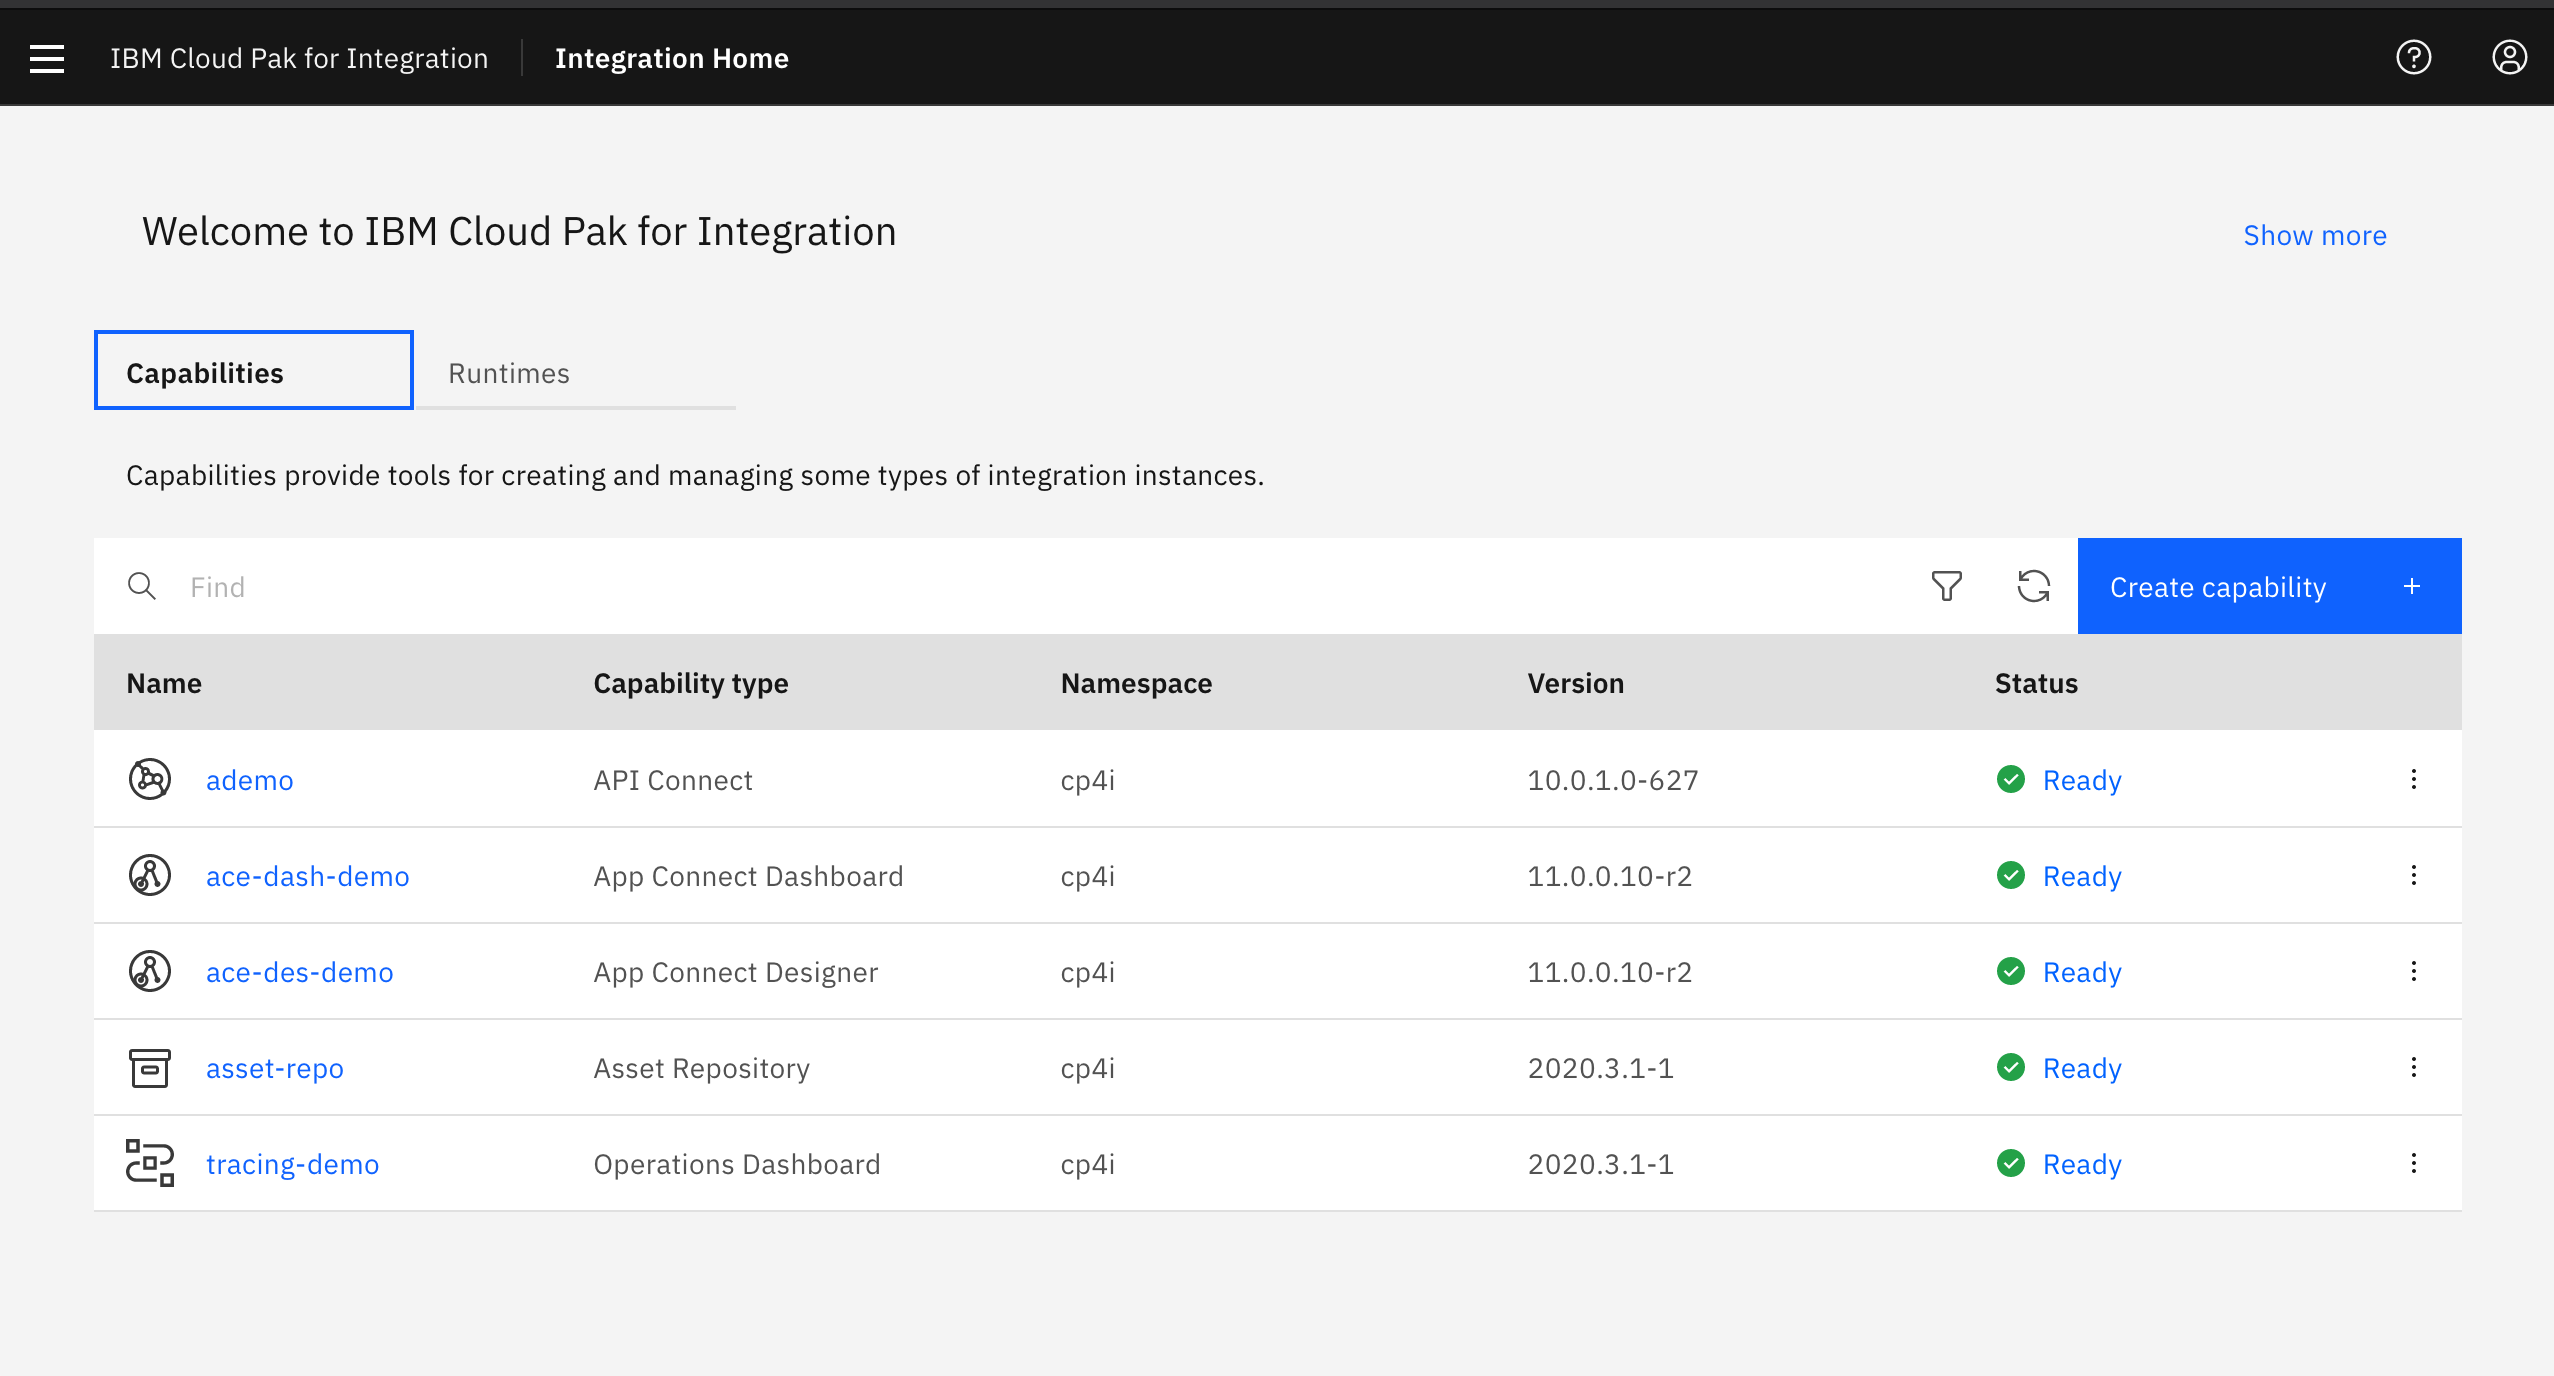 IBM Cloud Pak for Integration | Integration Home
Welcome to IBM Cloud Pak for Integration
Show more
Capabilities Runtimes
Capabilities provide tools for creating and managing some types of integration instances.
Find
Create capability +
Name Capability type Namespace Version Status
ademo API Connect cp4i 10.0.1.0-627 Ready
ace-dash-demo App Connect Dashboard cp4i 11.0.0.10-r2 Ready
ace-des-demo App Connect Designer cp4i 11.0.0.10-r2 Ready
asset-repo Asset Repository cp4i 2020.3.1-1 Ready
tracing-demo Operations Dashboard cp4i 2020.3.1-1 Ready